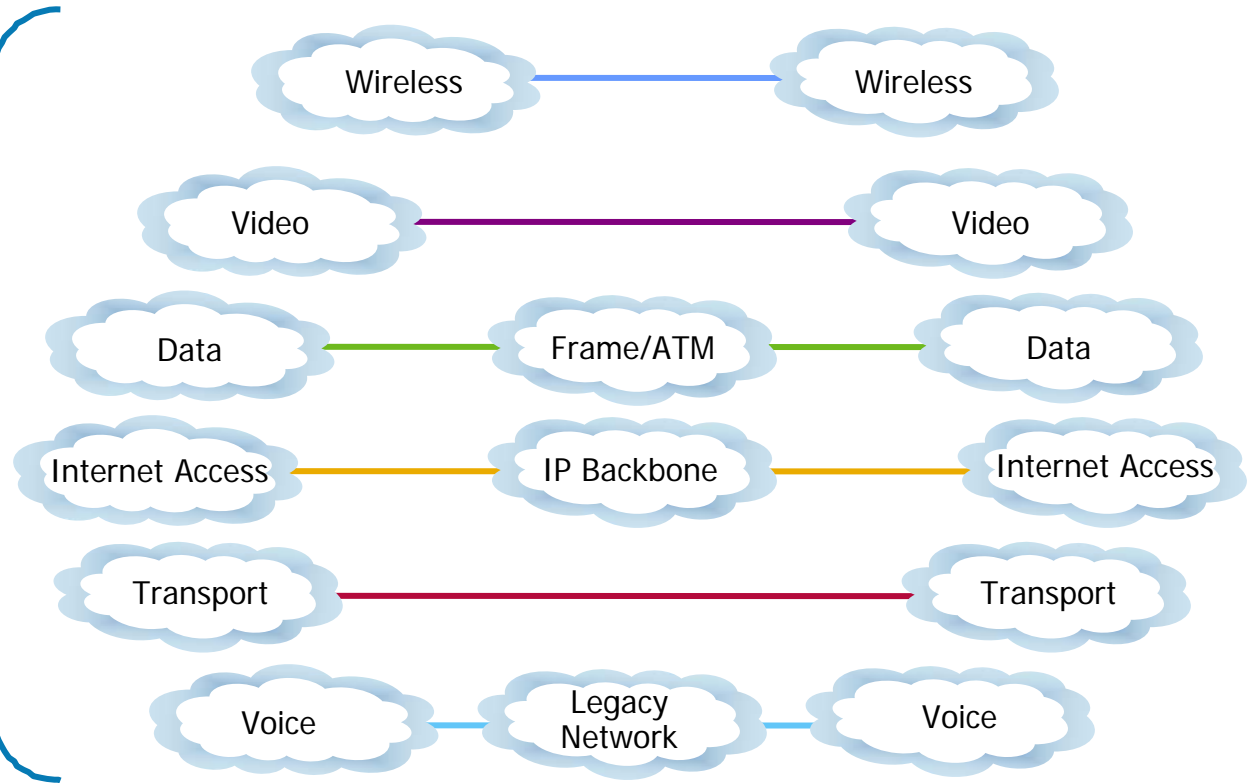 Wireless
Wireless
Video
Video
Data
Frame/ATM
Data
Internet Access
IP Backbone
Internet Access
Transport
Transport
Voice
Legacy
Network
Voice